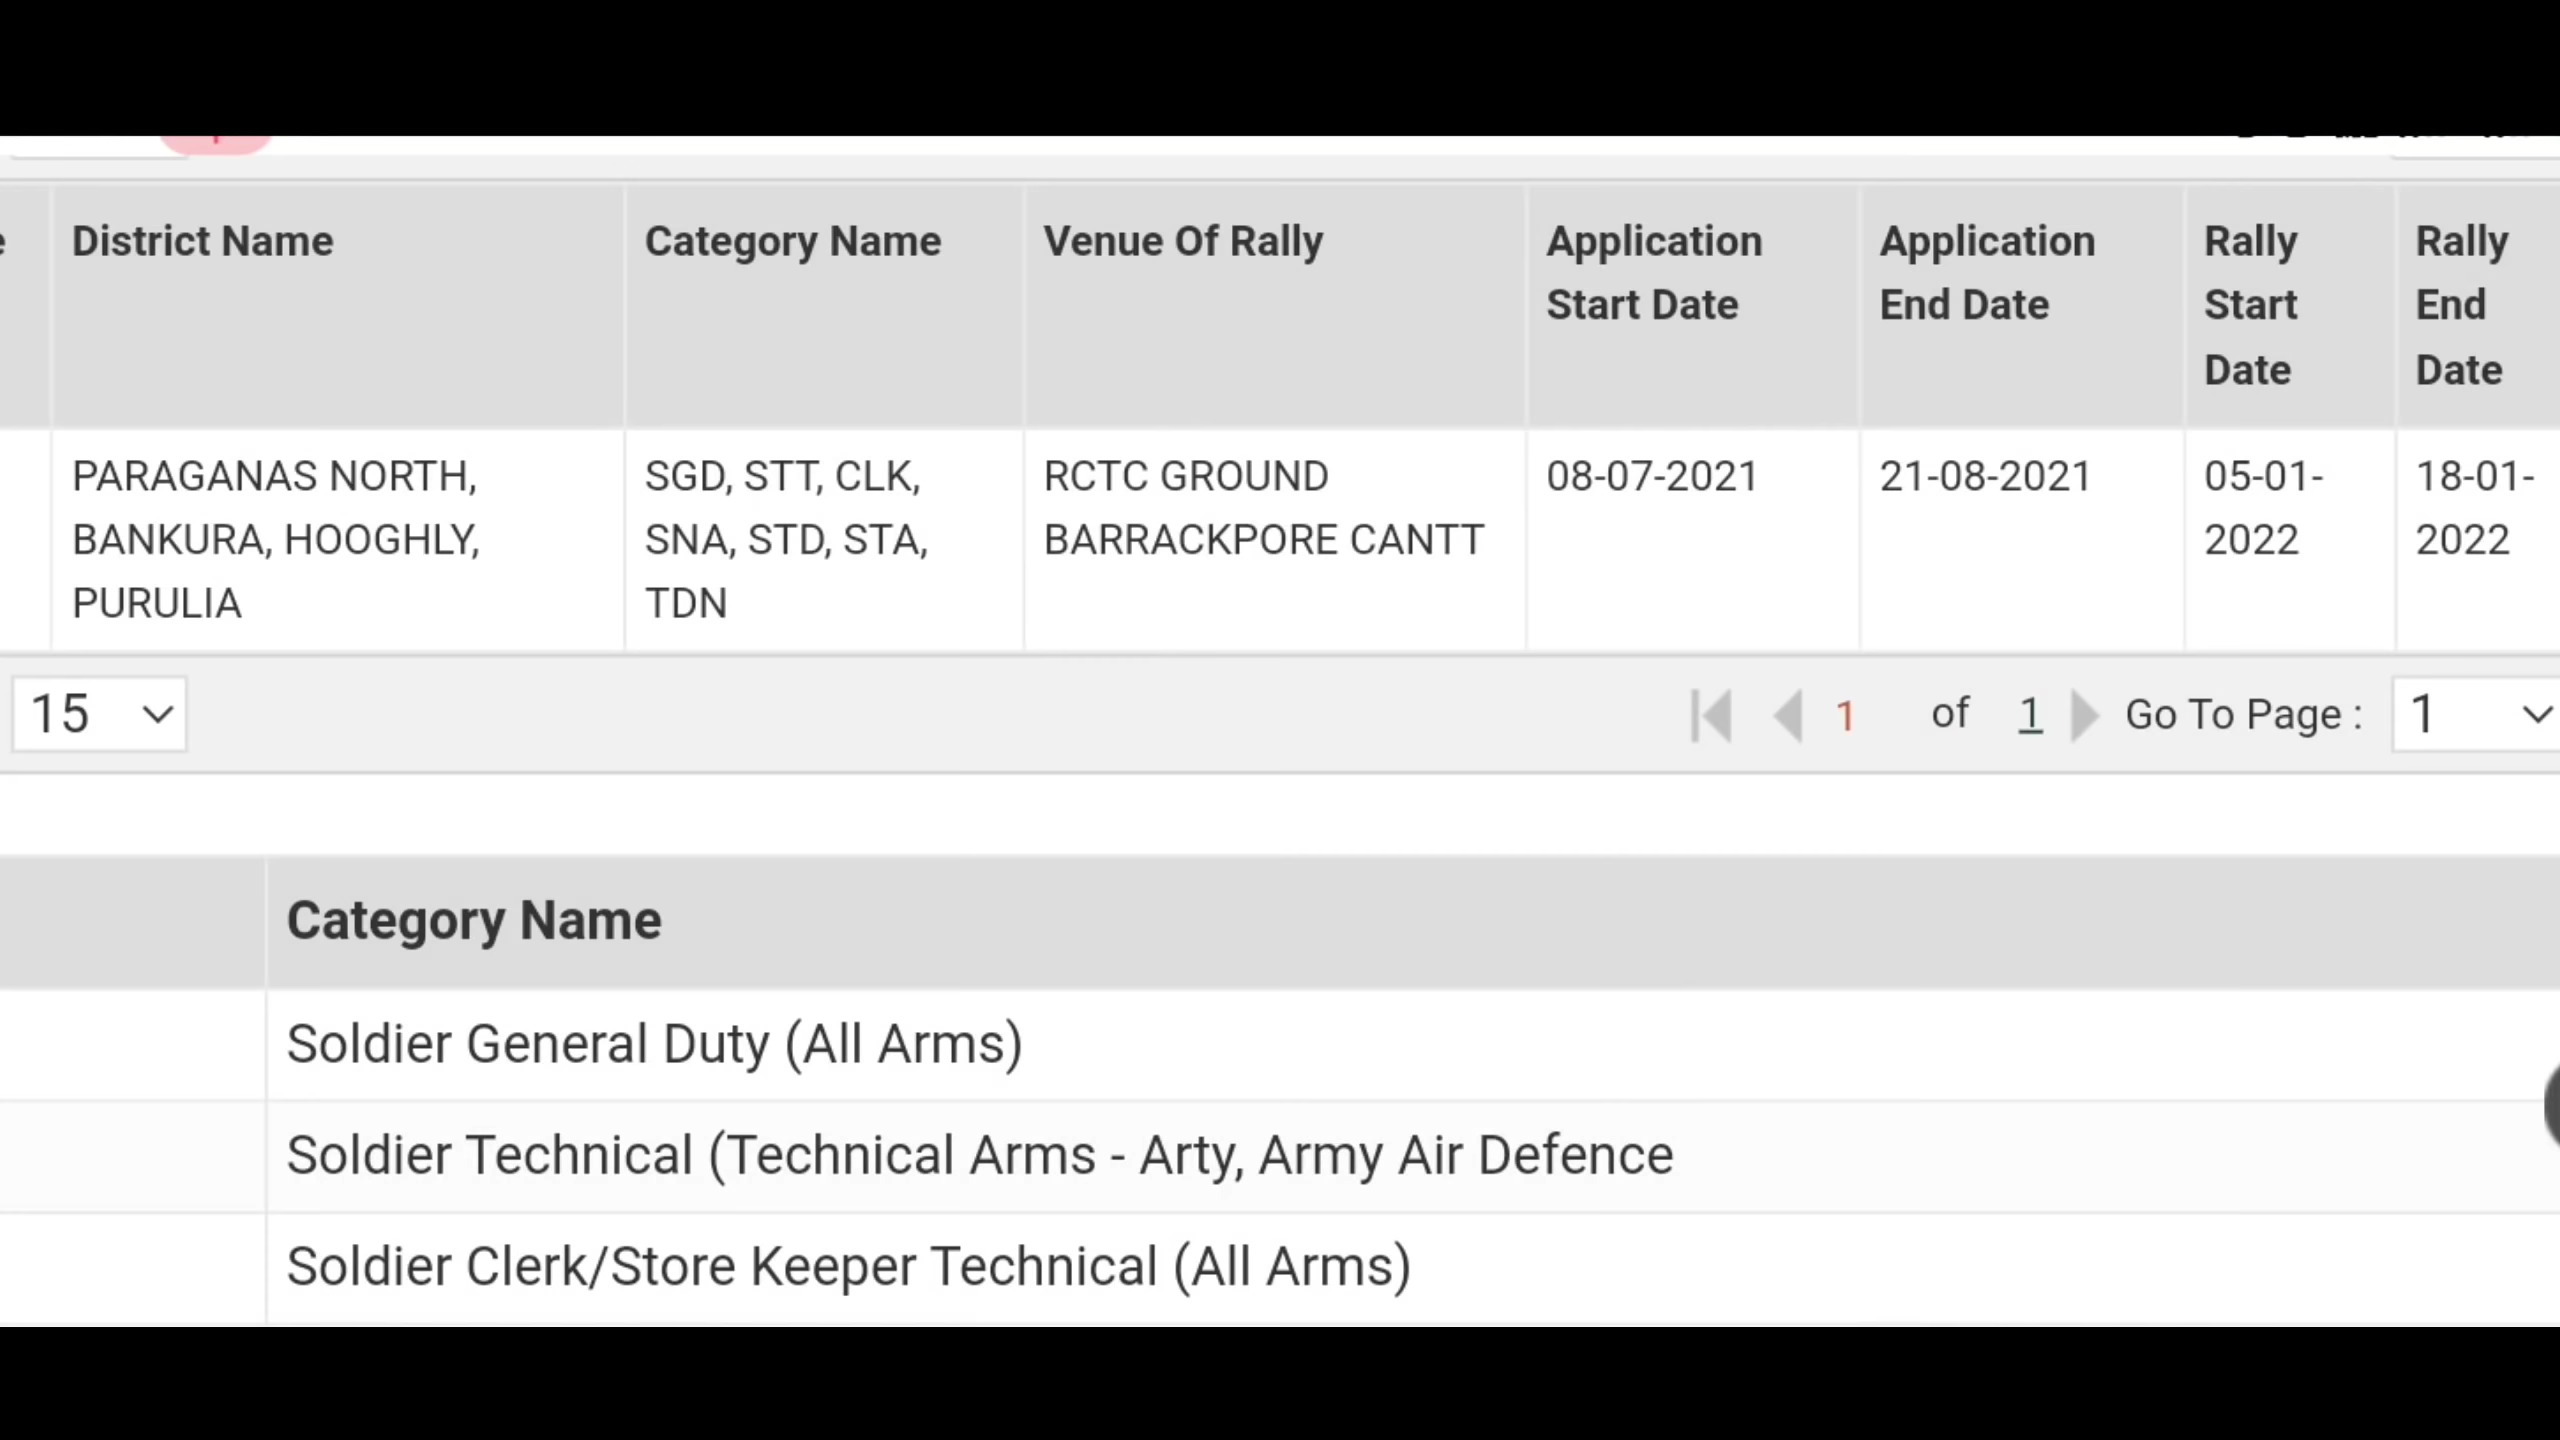 District Name
Category Name
Venue Of Rally
Application
Start Date
Application
End Date
Rally
Start
Date
Rally
End
Date
PARAGANAS NORTH,
BANKURA, HOOGHLY,
PURULIA
SGD, STT, CLK,
SNA, STD, STA,
TDN
RCTC GROUND
BARRACKPORE CANTT
08-07-2021
21-08-2021
05-01-
2022
18-01-
2022
15
1 of 1 Go To Page : 1
Category Name
Soldier General Duty (All Arms)
Soldier Technical (Technical Arms - Arty, Army Air Defence
Soldier Clerk/Store Keeper Technical (All Arms)